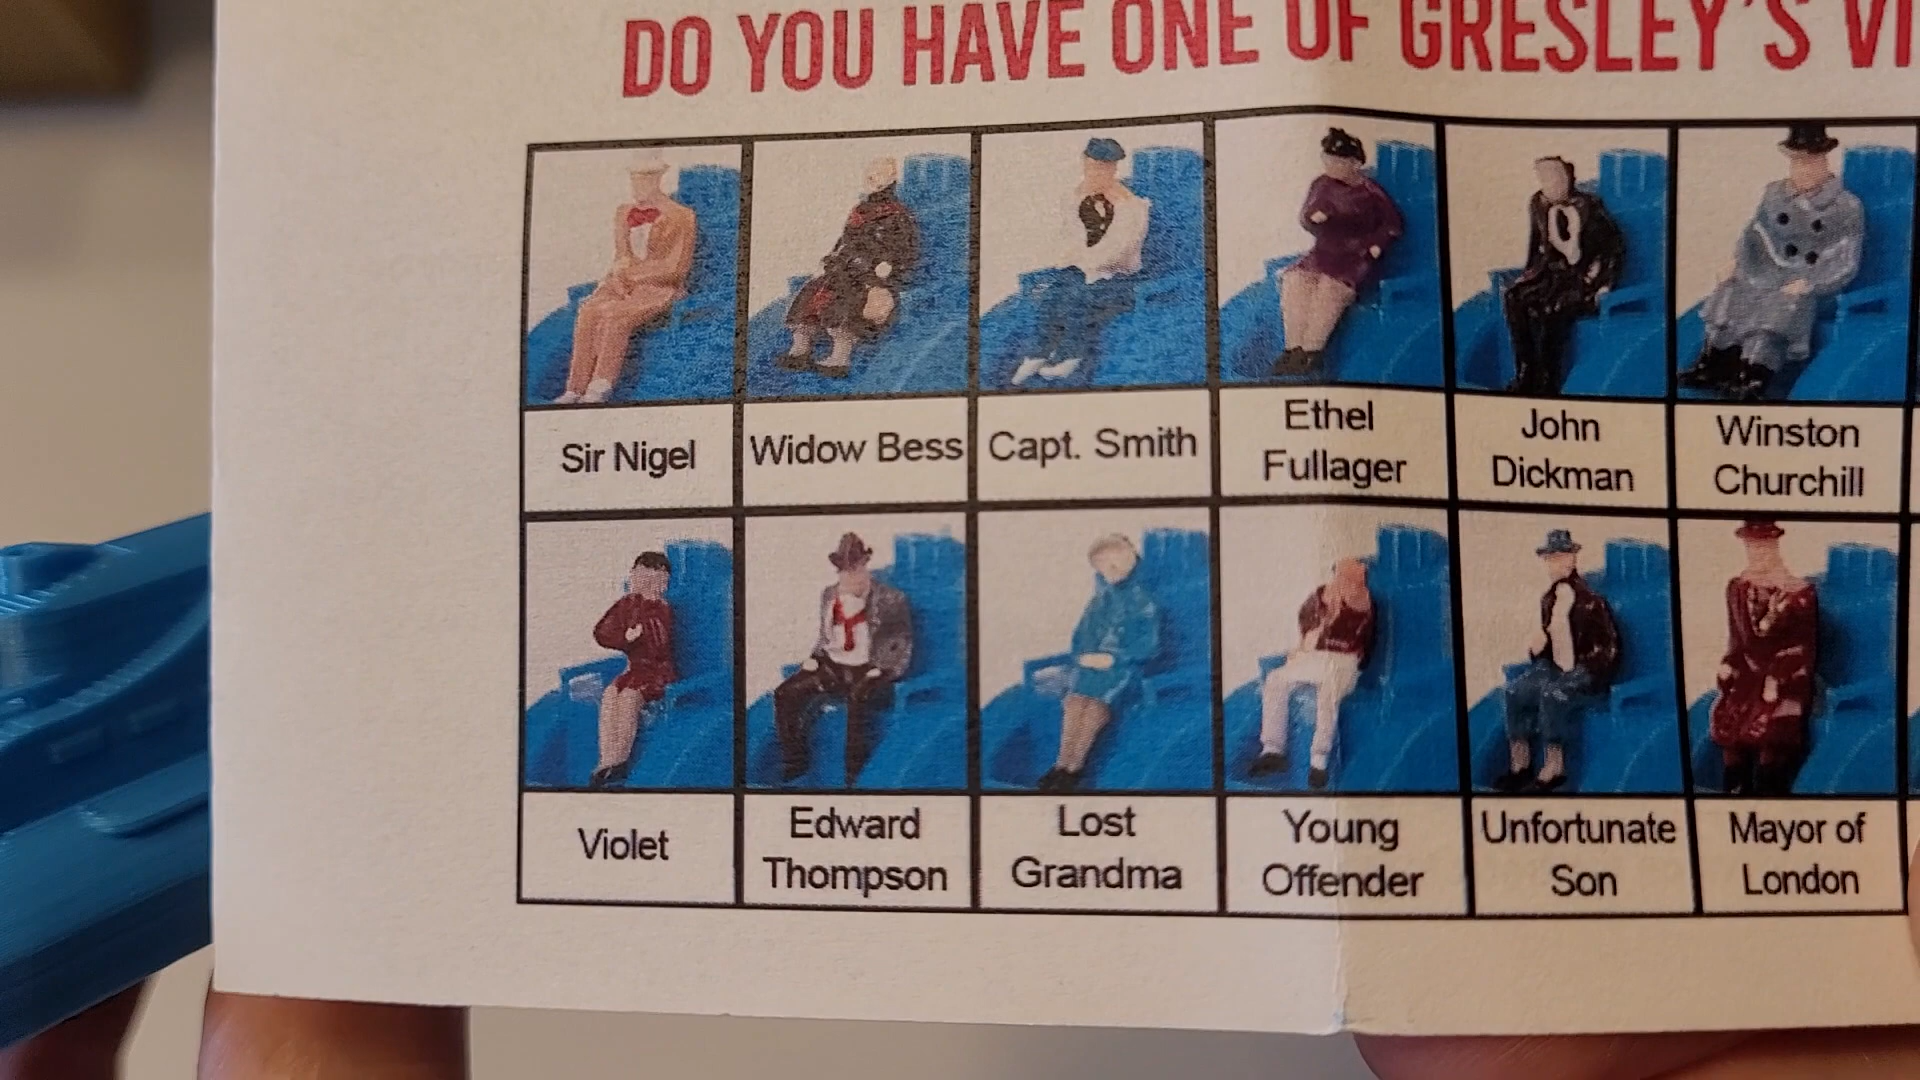 DO YOU HAVE ONE OF GRESLEY'S
Sir Nigel
Widow Bess
Capt. Smith
Ethel
Fullager
John
Dickman
Winston
Churchill
Violet
Edward
Thompson
Lost
Grandma
Young
Offender
Unfortunate
Son
Mayor of
London